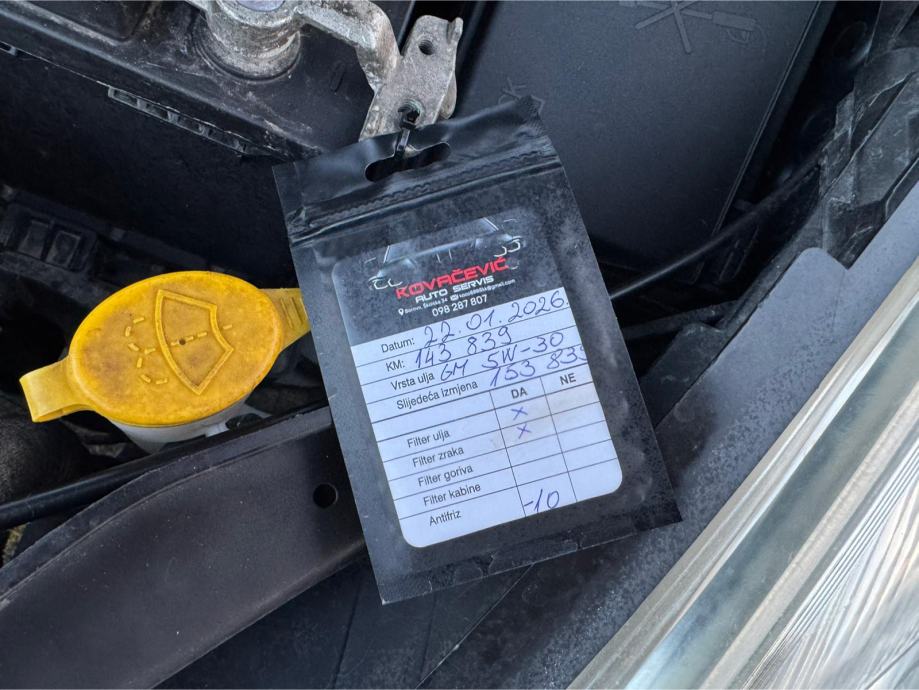 KOVAČEVIĆ
AUTO SERVIS
098 287 807
Datum: 22.01.2026.
KM: 143 839
Vrsta ulja GM 5W-30
Slijedeća Izmjena 153 839
DA NE
Filter ulja x
Filter zraka x
Filter goriva
Filter kabine
Antifriz -10